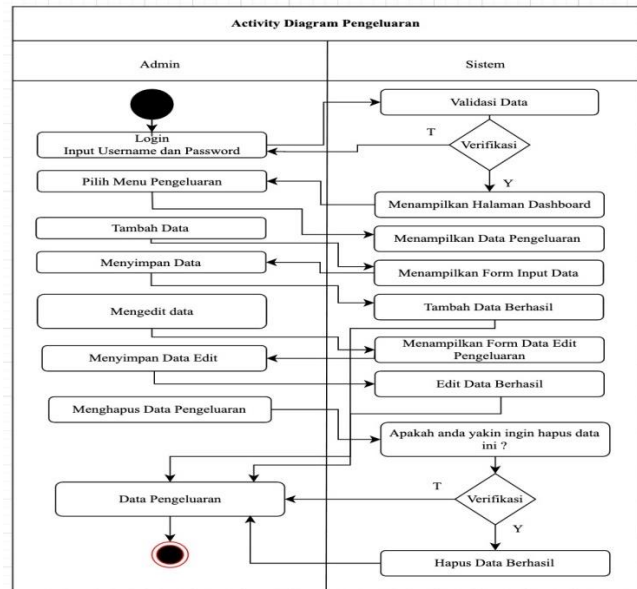 Activity Diagram Pengeluaran
Admin
Sistem
Login
Input Username dan Password
Validasi Data
T
Verifikasi
Y
Pilih Menu Pengeluaran
Menampilkan Halaman Dashboard
Tambah Data
Menampilkan Data Pengeluaran
Menyimpan Data
Menampilkan Form Input Data
Mengedit data
Tambah Data Berhasil
Menyimpan Data Edit
Menampilkan Form Data Edit
Pengeluaran
Edit Data Berhasil
Menghapus Data Pengeluaran
Apakah anda yakin ingin hapus data
ini ?
Data Pengeluaran
T
Verifikasi
Y
Hapus Data Berhasil